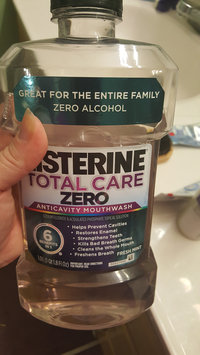 GREAT FOR THE ENTIRE FAMILY
ZERO ALCOHOL
ISTERINE
TOTAL CARE
ZERO
ANTICAVITY MOUTHWASH
6
• Helps Prevent Cavities
• Restores Enamel
• Strengthens Teeth
• Kills Bad Breath Germs
• Cleans the Whole Mouth
• Freshens Breath
FRESH MINT